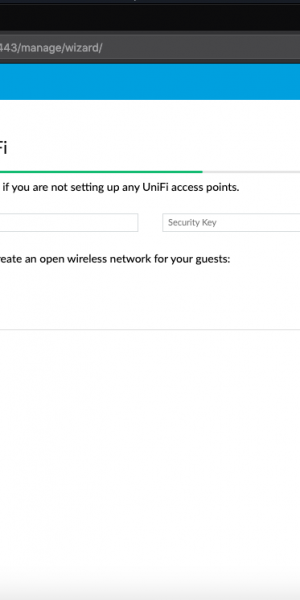 443/manage/wizard/
Fi
if you are not setting up any UniFi access points.
Security Key
reate an open wireless network for your guests: